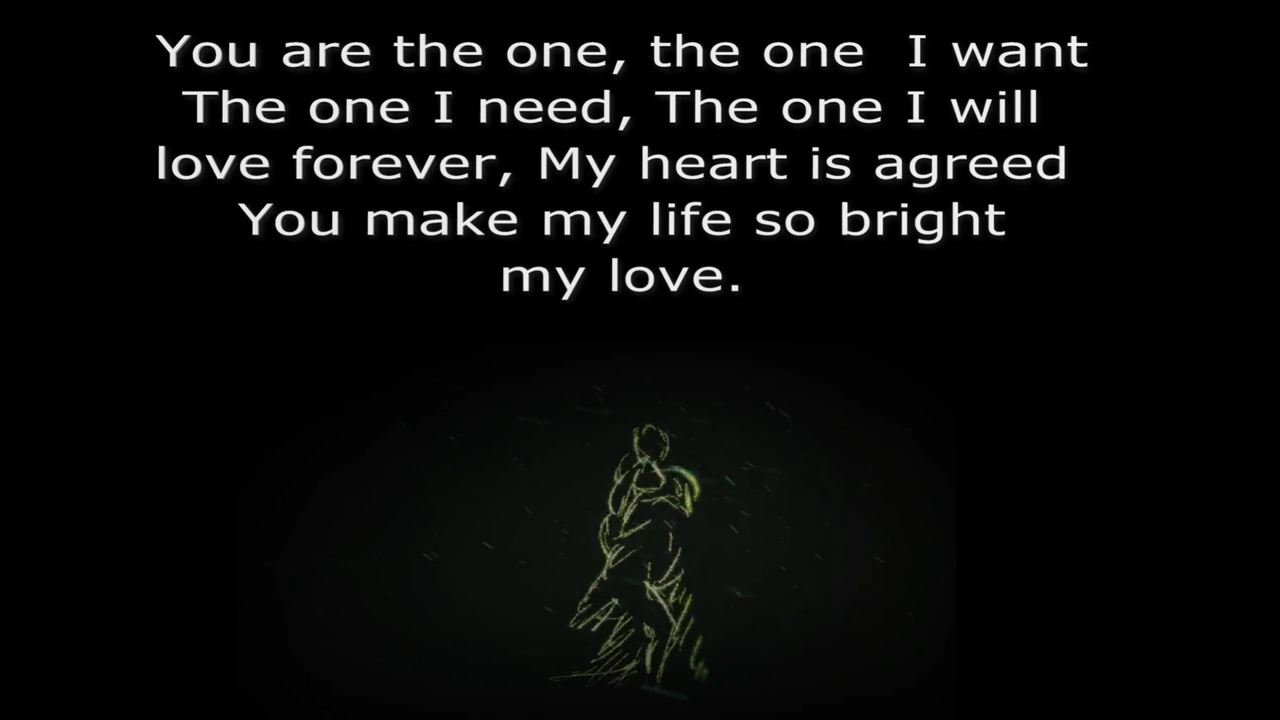 You are the one, the one I want
The one I need, The one I will
love forever, My heart is agreed
You make my life so bright
my love.